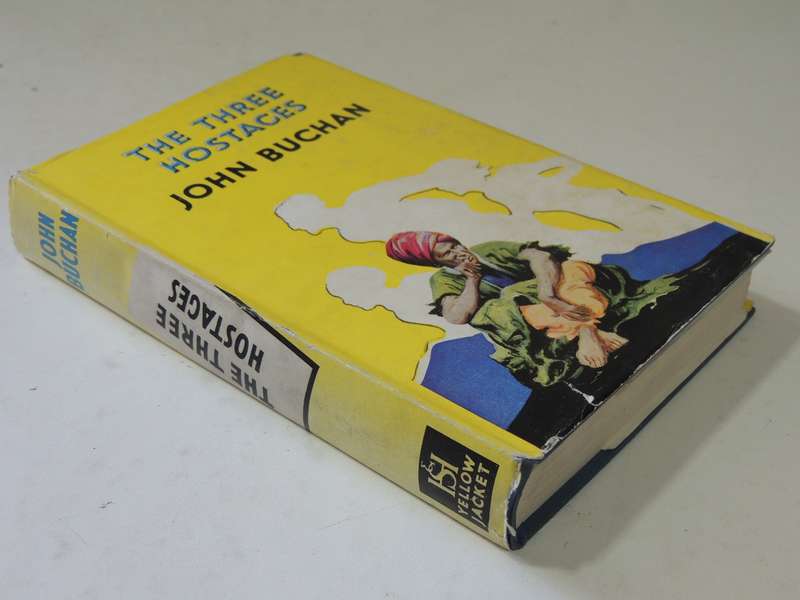 THE THREE
HOSTAGES
JOHN BUCHAN
JOHN
BUCHAN
THE THREE
HOSTAGES
H&S
YELLOW
JACKET